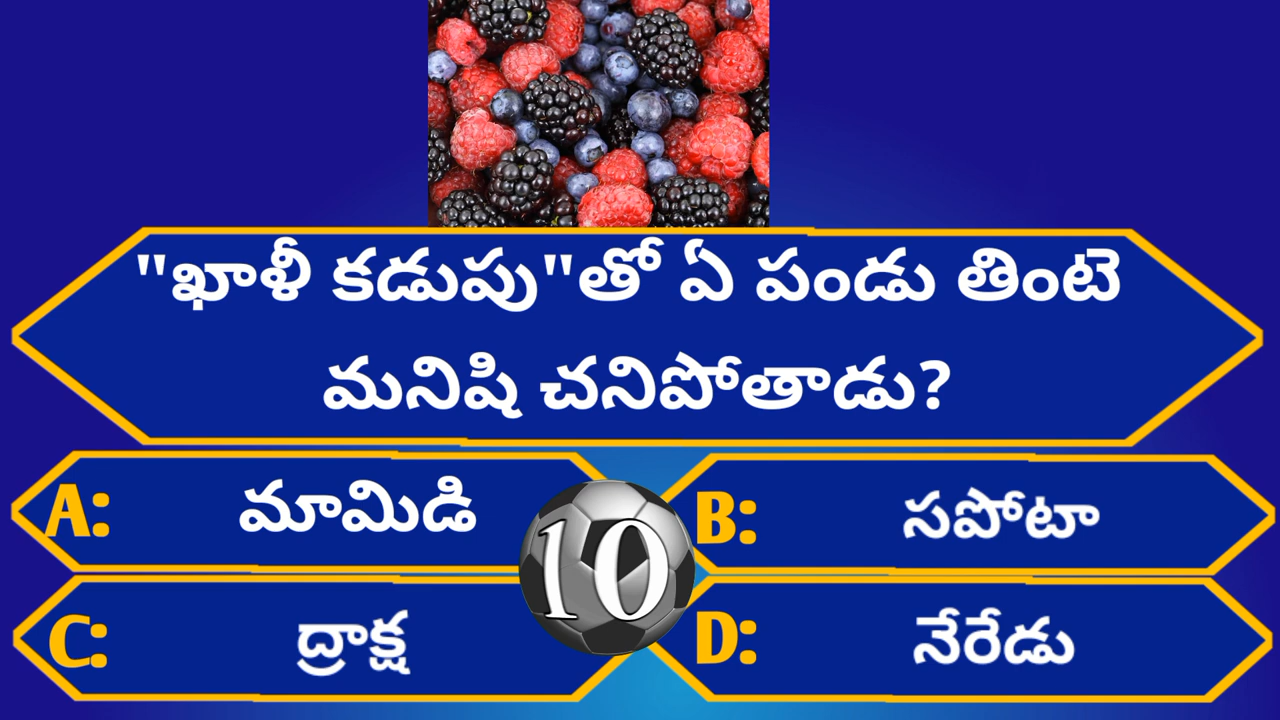 "ఖాళీ కడుపు"తో ఏ పండు తింటె
మనిషి చనిపోతాడు?
A: మామిడి
B: సపోటా
10
C: ద్రాక్ష
D: నేరేడు